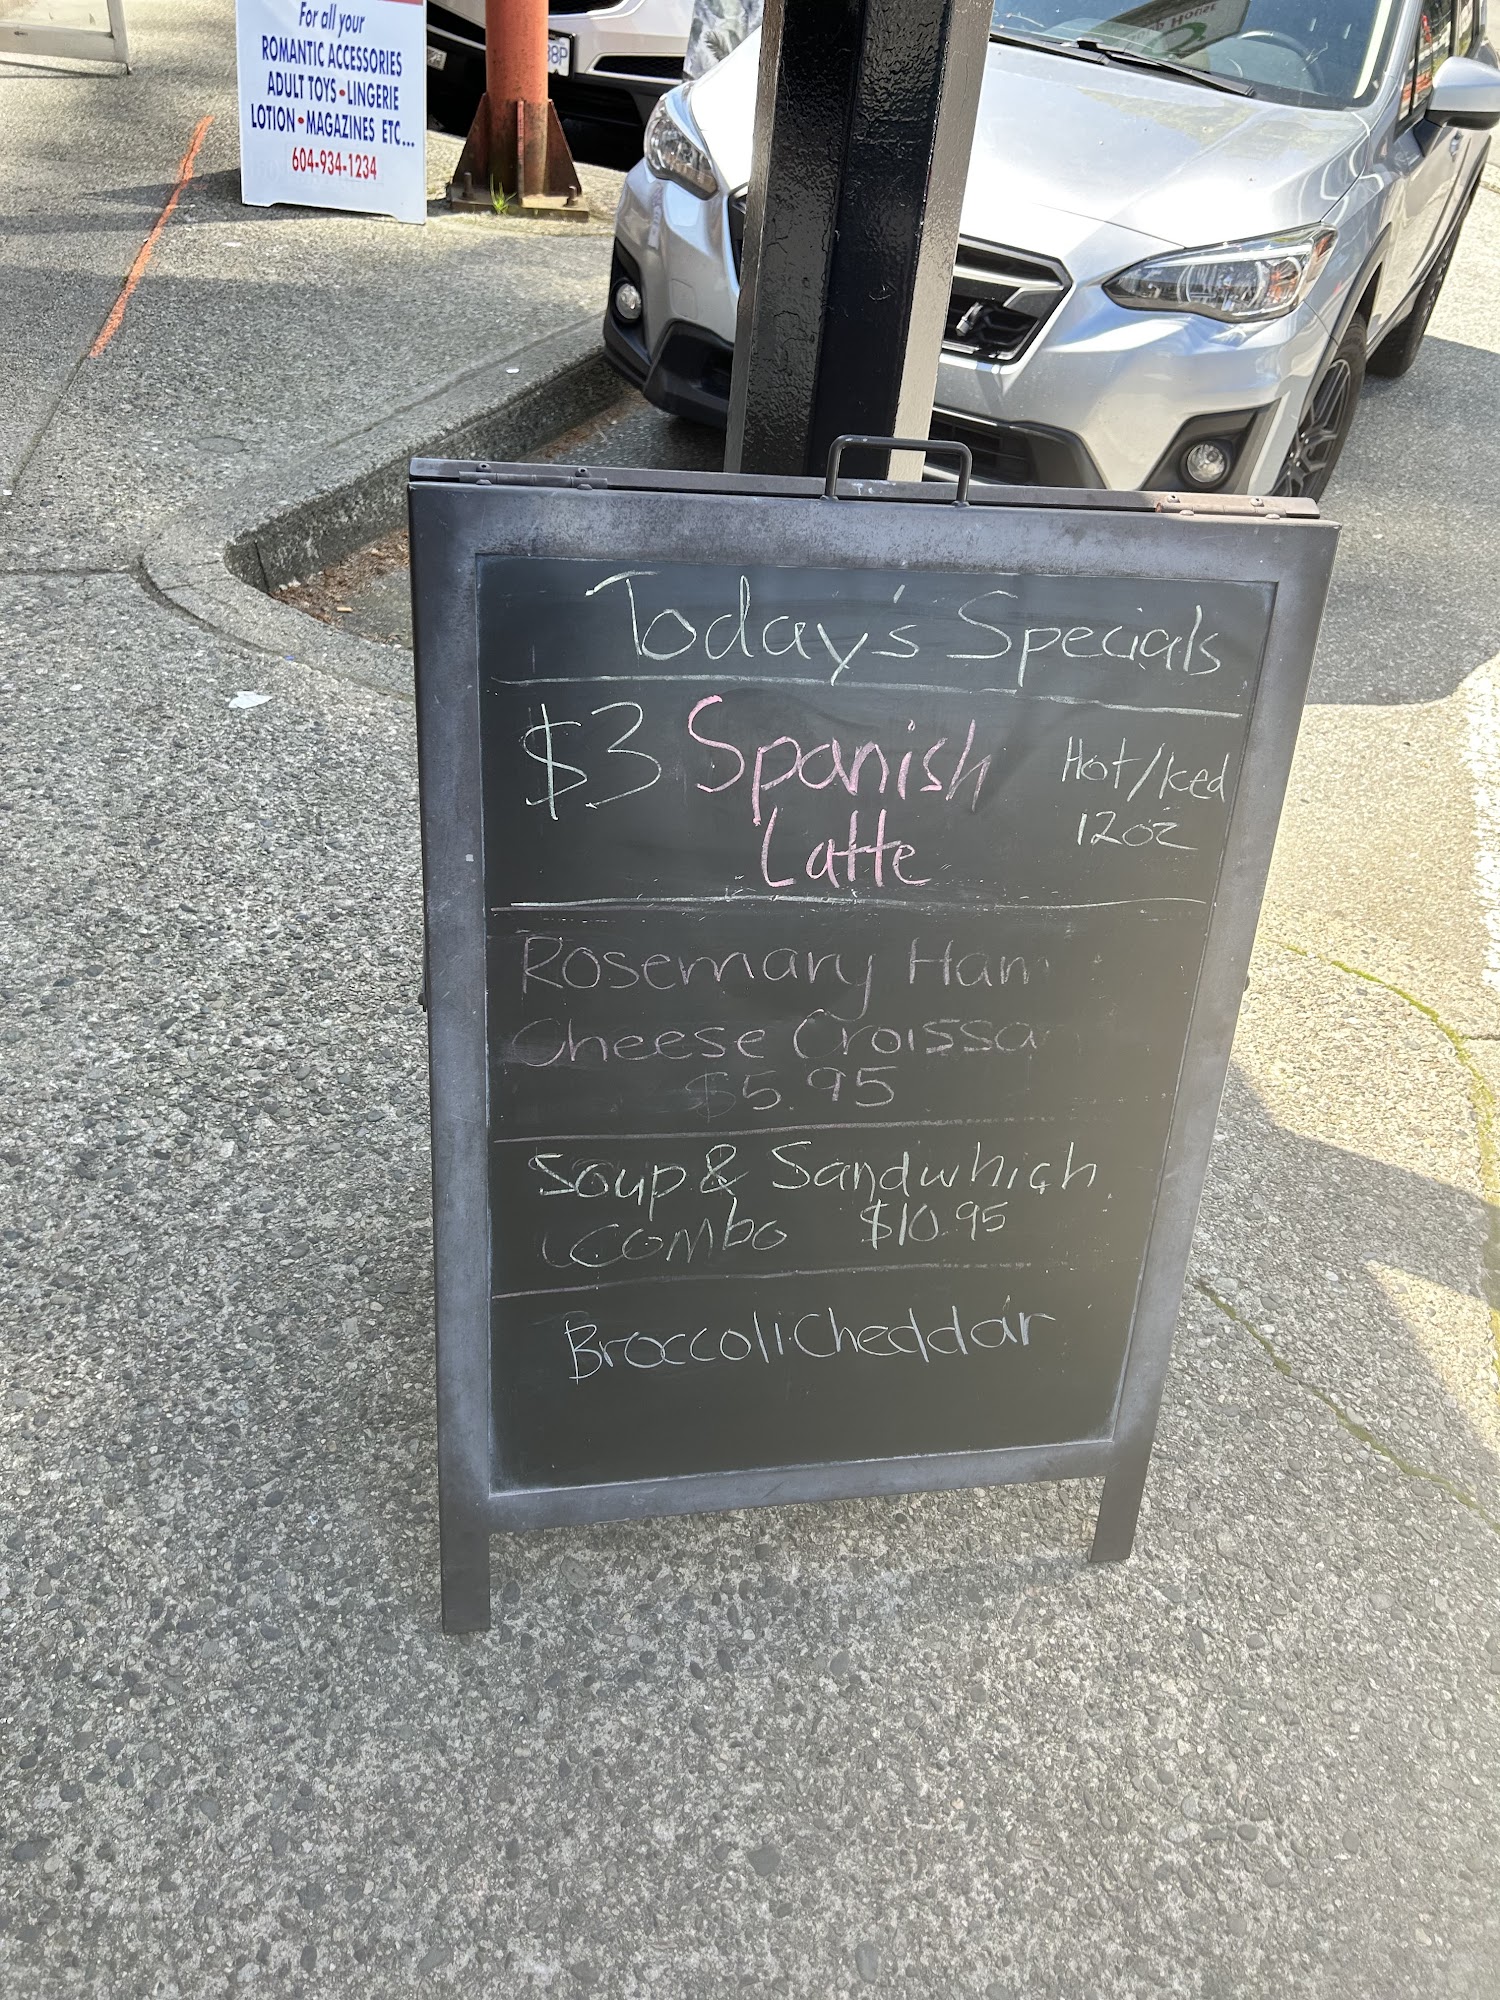 For all your
ROMANTIC ACCESSORIES
ADULT TOYS • LINGERIE
LOTION • MAGAZINES ETC...
604-934-1234
Today's Specials
$3 Spanish Hot/Iced
Latte 12oz
Rosemary Ham
Cheese Croissa
$5.95
Soup & Sandwhich
Combo $10.95
Broccoli Cheddar